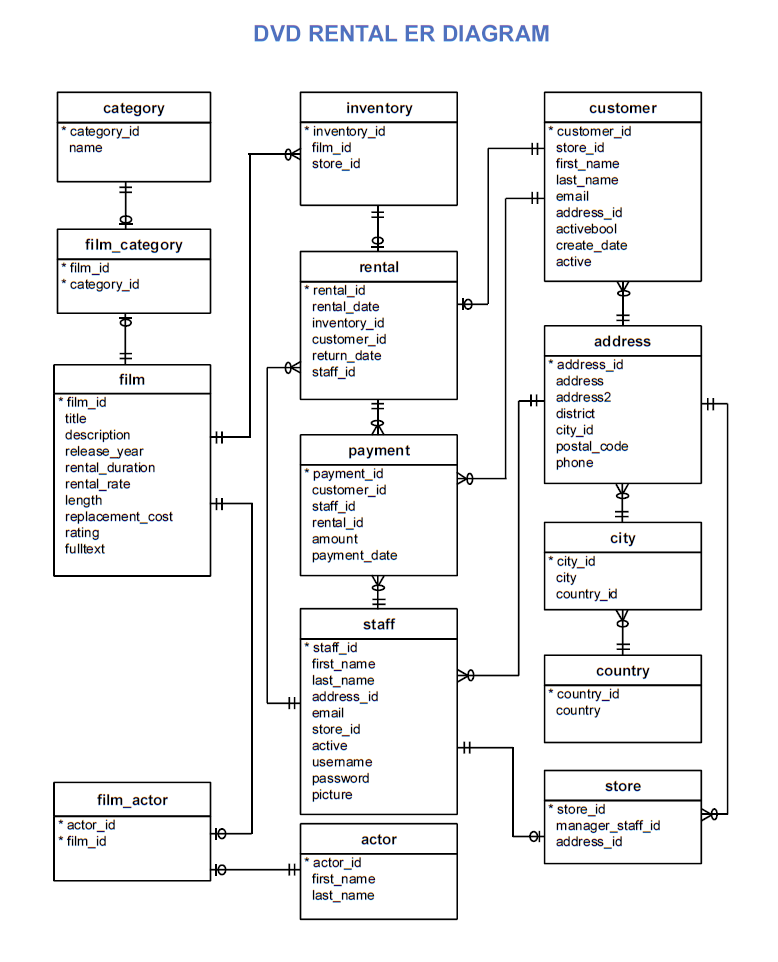 DVD RENTAL ER DIAGRAM
category
* category_id
name
inventory
* inventory_id
film_id
store_id
customer
* customer_id
store_id
first_name
last_name
email
address_id
activebool
create_date
active
film_category
* film_id
* category_id
rental
* rental_id
rental_date
inventory_id
customer_id
return_date
staff_id
address
* address_id
address
address2
district
city_id
postal_code
phone
film
* film_id
title
description
release_year
rental_duration
rental_rate
length
replacement_cost
rating
fulltext
payment
* payment_id
customer_id
staff_id
rental_id
amount
payment_date
city
* city_id
city
country_id
staff
* staff_id
first_name
last_name
address_id
email
store_id
active
username
password
picture
country
* country_id
country
store
* store_id
manager_staff_id
address_id
film_actor
* actor_id
* film_id
actor
* actor_id
first_name
last_name